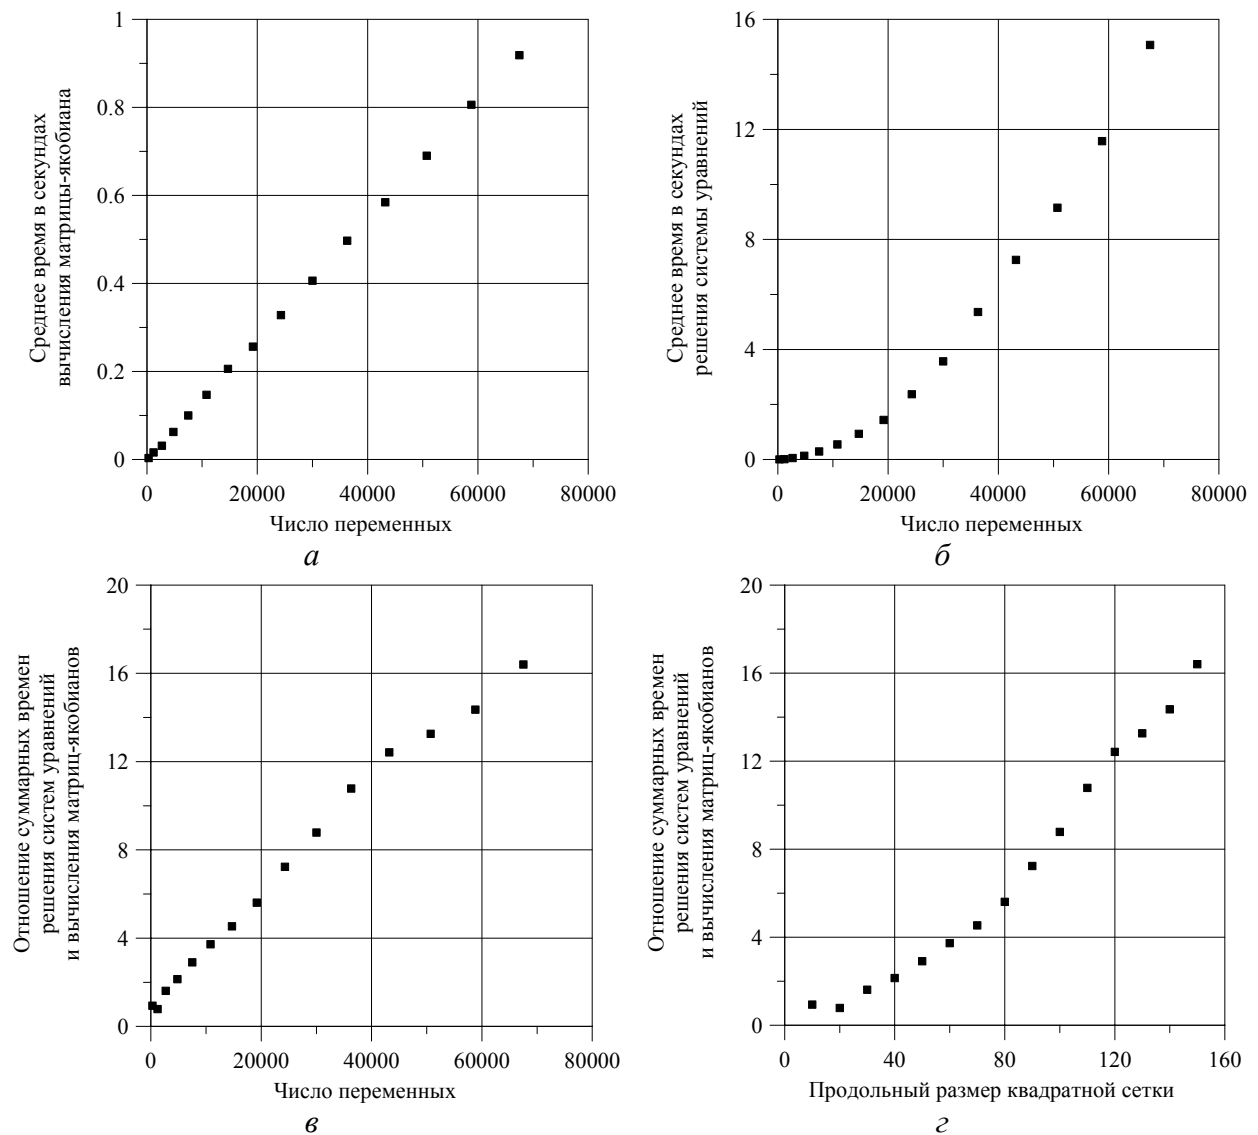 1
0.8
0.6
0.4
0.2
0
0
20000
40000
60000
80000
Среднее время в секундах
вычисления матрицы-якобиана
Число переменных
а
16
12
8
4
0
0
20000
40000
60000
80000
Среднее время в секундах
решения системы уравнений
Число переменных
б
20
16
12
8
4
0
0
20000
40000
60000
80000
Отношение суммарных времен
решения систем уравнений
и вычисления матриц-якобианов
Число переменных
в
20
16
12
8
4
0
0
40
80
120
160
Отношение суммарных времен
решения систем уравнений
и вычисления матриц-якобианов
Продольный размер квадратной сетки
г